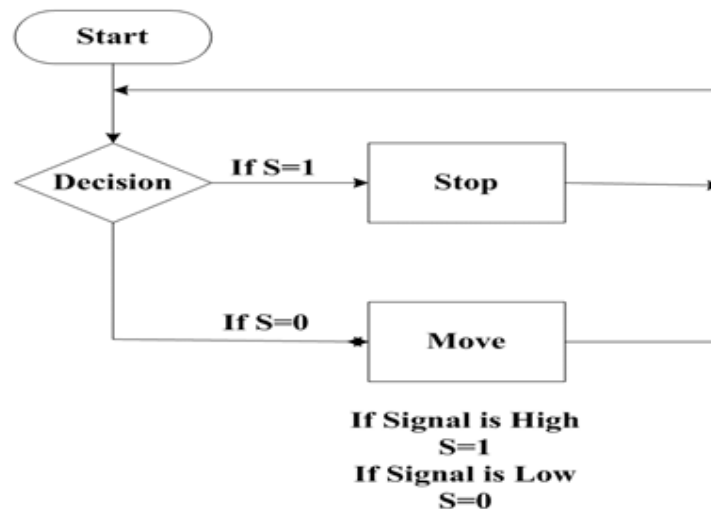 Start
If S=1
Decision
Stop
If S=0
Move
If Signal is High
S=1
If Signal is Low
S=0